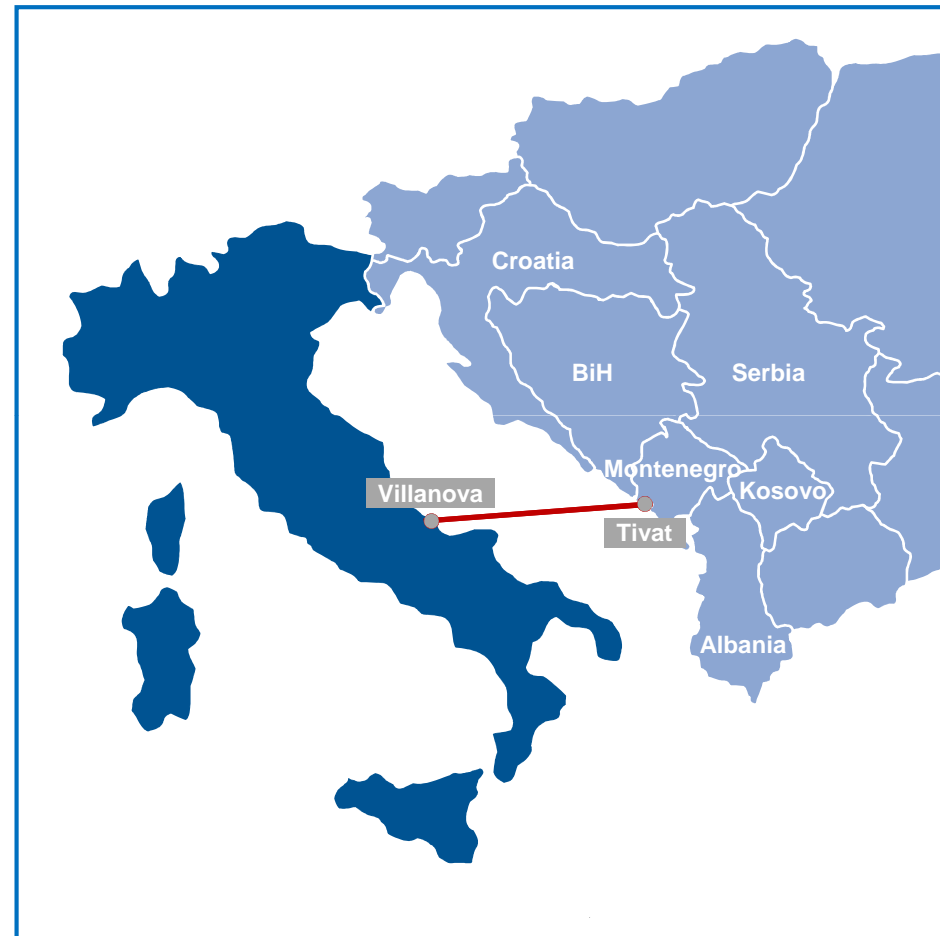 Croatia
BiH
Serbia
Montenegro
Villanova
Kosovo
Tivat
Albania